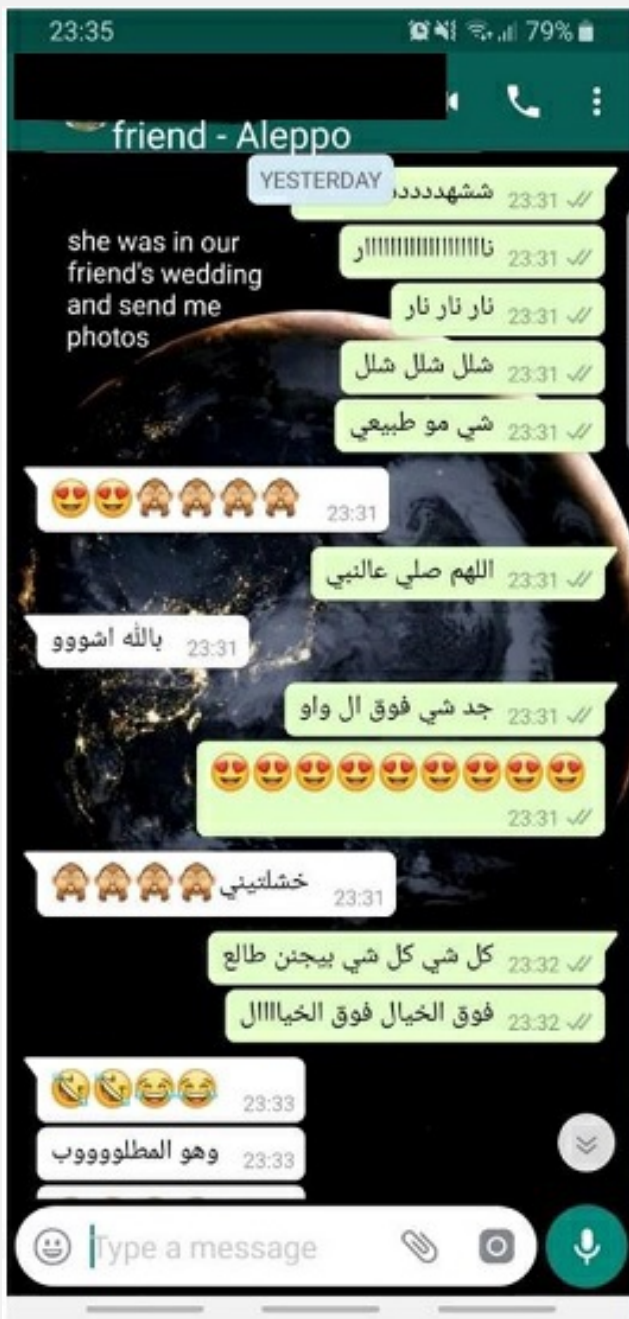 23:35 79%
friend - Aleppo
YESTERDAY
23:31
she was in our
friend's wedding
and send me
photos
ناااااااااااااااااااار 23:31
نار نار نار 23:31
شلل شلل شلل 23:31
شي مو طبيعي 23:31
😍😍🙈🙈🙈🙈 23:31
اللهم صلي عالنبي 23:31
بالله اشووو 23:31
جد شي فوق ال واو 23:31
😍😍😍😍😍😍😍😍😍
23:31
خشلتيني🙈🙈🙈🙈 23:31
كل شي كل شي بيجنن طالع 23:32
فوق الخيال فوق الخيااااال 23:32
🤣🤣😂😂 23:33
وهو المطلوووووب 23:33
Type a message